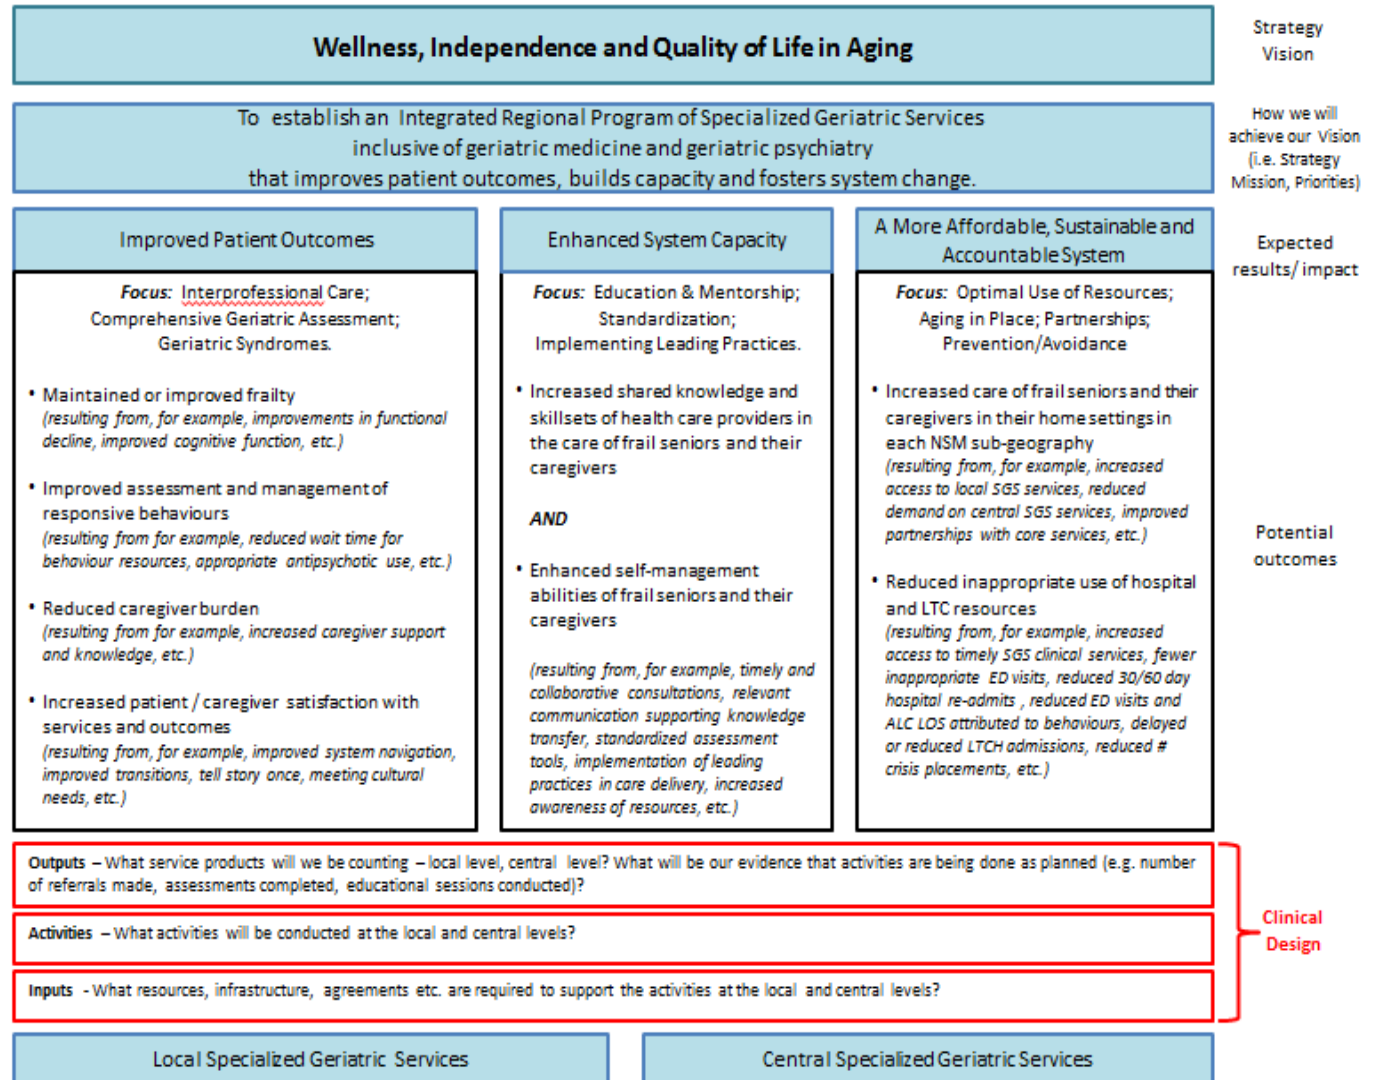 Wellness, Independence and Quality of Life in Aging
Strategy
Vision
To establish an Integrated Regional Program of Specialized Geriatric Services
inclusive of geriatric medicine and geriatric psychiatry
that improves patient outcomes, builds capacity and fosters system change.
How we will
achieve our Vision
(i.e. Strategy
Mission, Priorities)
Improved Patient Outcomes
Focus: Interprofessional Care;
Comprehensive Geriatric Assessment;
Geriatric Syndromes.
• Maintained or improved frailty
(resulting from, for example, improvements in functional
decline, improved cognitive function, etc.)
• Improved assessment and management of
responsive behaviours
(resulting from for example, reduced wait time for
behaviour resources, appropriate antipsychotic use, etc.)
• Reduced caregiver burden
(resulting from for example, increased caregiver support
and knowledge, etc.)
• Increased patient / caregiver satisfaction with
services and outcomes
(resulting from, for example, improved system navigation,
improved transitions, tell story once, meeting cultural
needs, etc.)
Enhanced System Capacity
Focus: Education & Mentorship;
Standardization;
Implementing Leading Practices.
• Increased shared knowledge and
skillsets of health care providers in
the care of frail seniors and their
caregivers
AND
• Enhanced self-management
abilities of frail seniors and their
caregivers
(resulting from, for example, timely and
collaborative consultations, relevant
communication supporting knowledge
transfer, standardized assessment
tools, implementation of leading
practices in care delivery, increased
awareness of resources, etc.)
A More Affordable, Sustainable and
Accountable System
Focus: Optimal Use of Resources;
Aging in Place; Partnerships;
Prevention/Avoidance
• Increased care of frail seniors and their
caregivers in their home settings in
each NSM sub-geography
(resulting from, for example, increased
access to local SGS services, reduced
demand on central SGS services, improved
partnerships with core services, etc.)
• Reduced inappropriate use of hospital
and LTC resources
(resulting from, for example, increased
access to timely SGS clinical services, fewer
inappropriate ED visits, reduced 30/60 day
hospital re-admits , reduced ED visits and
ALC LOS attributed to behaviours, delayed
or reduced LTCH admissions, reduced #
crisis placements, etc.)
Expected
results/ impact
Potential
outcomes
Outputs – What service products will we be counting – local level, central level? What will be our evidence that activities are being done as planned (e.g. number
of referrals made, assessments completed, educational sessions conducted)?
Activities – What activities will be conducted at the local and central levels?
Inputs - What resources, infrastructure, agreements etc. are required to support the activities at the local and central levels?
Clinical
Design
Local Specialized Geriatric Services
Central Specialized Geriatric Services